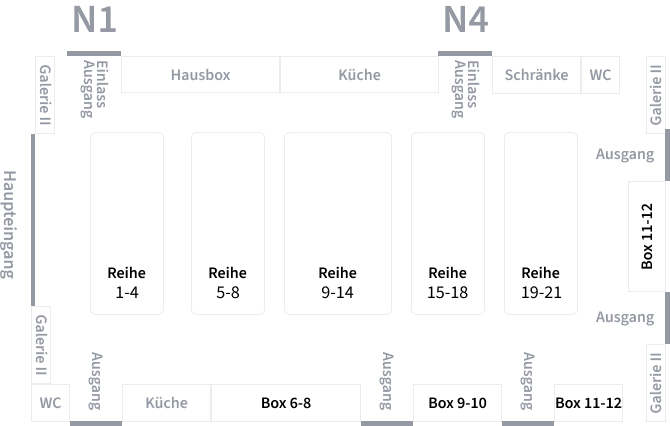 N1
N4
Galerie II
Einlass
Ausgang
Hausbox
Küche
Einlass
Ausgang
Schränke
WC
Galerie II
Ausgang
Haupteingang
Box 11-12
Reihe
1-4
Reihe
5-8
Reihe
9-14
Reihe
15-18
Reihe
19-21
Ausgang
Galerie II
Ausgang
Ausgang
Ausgang
Galerie II
WC
Küche
Box 6-8
Box 9-10
Box 11-12